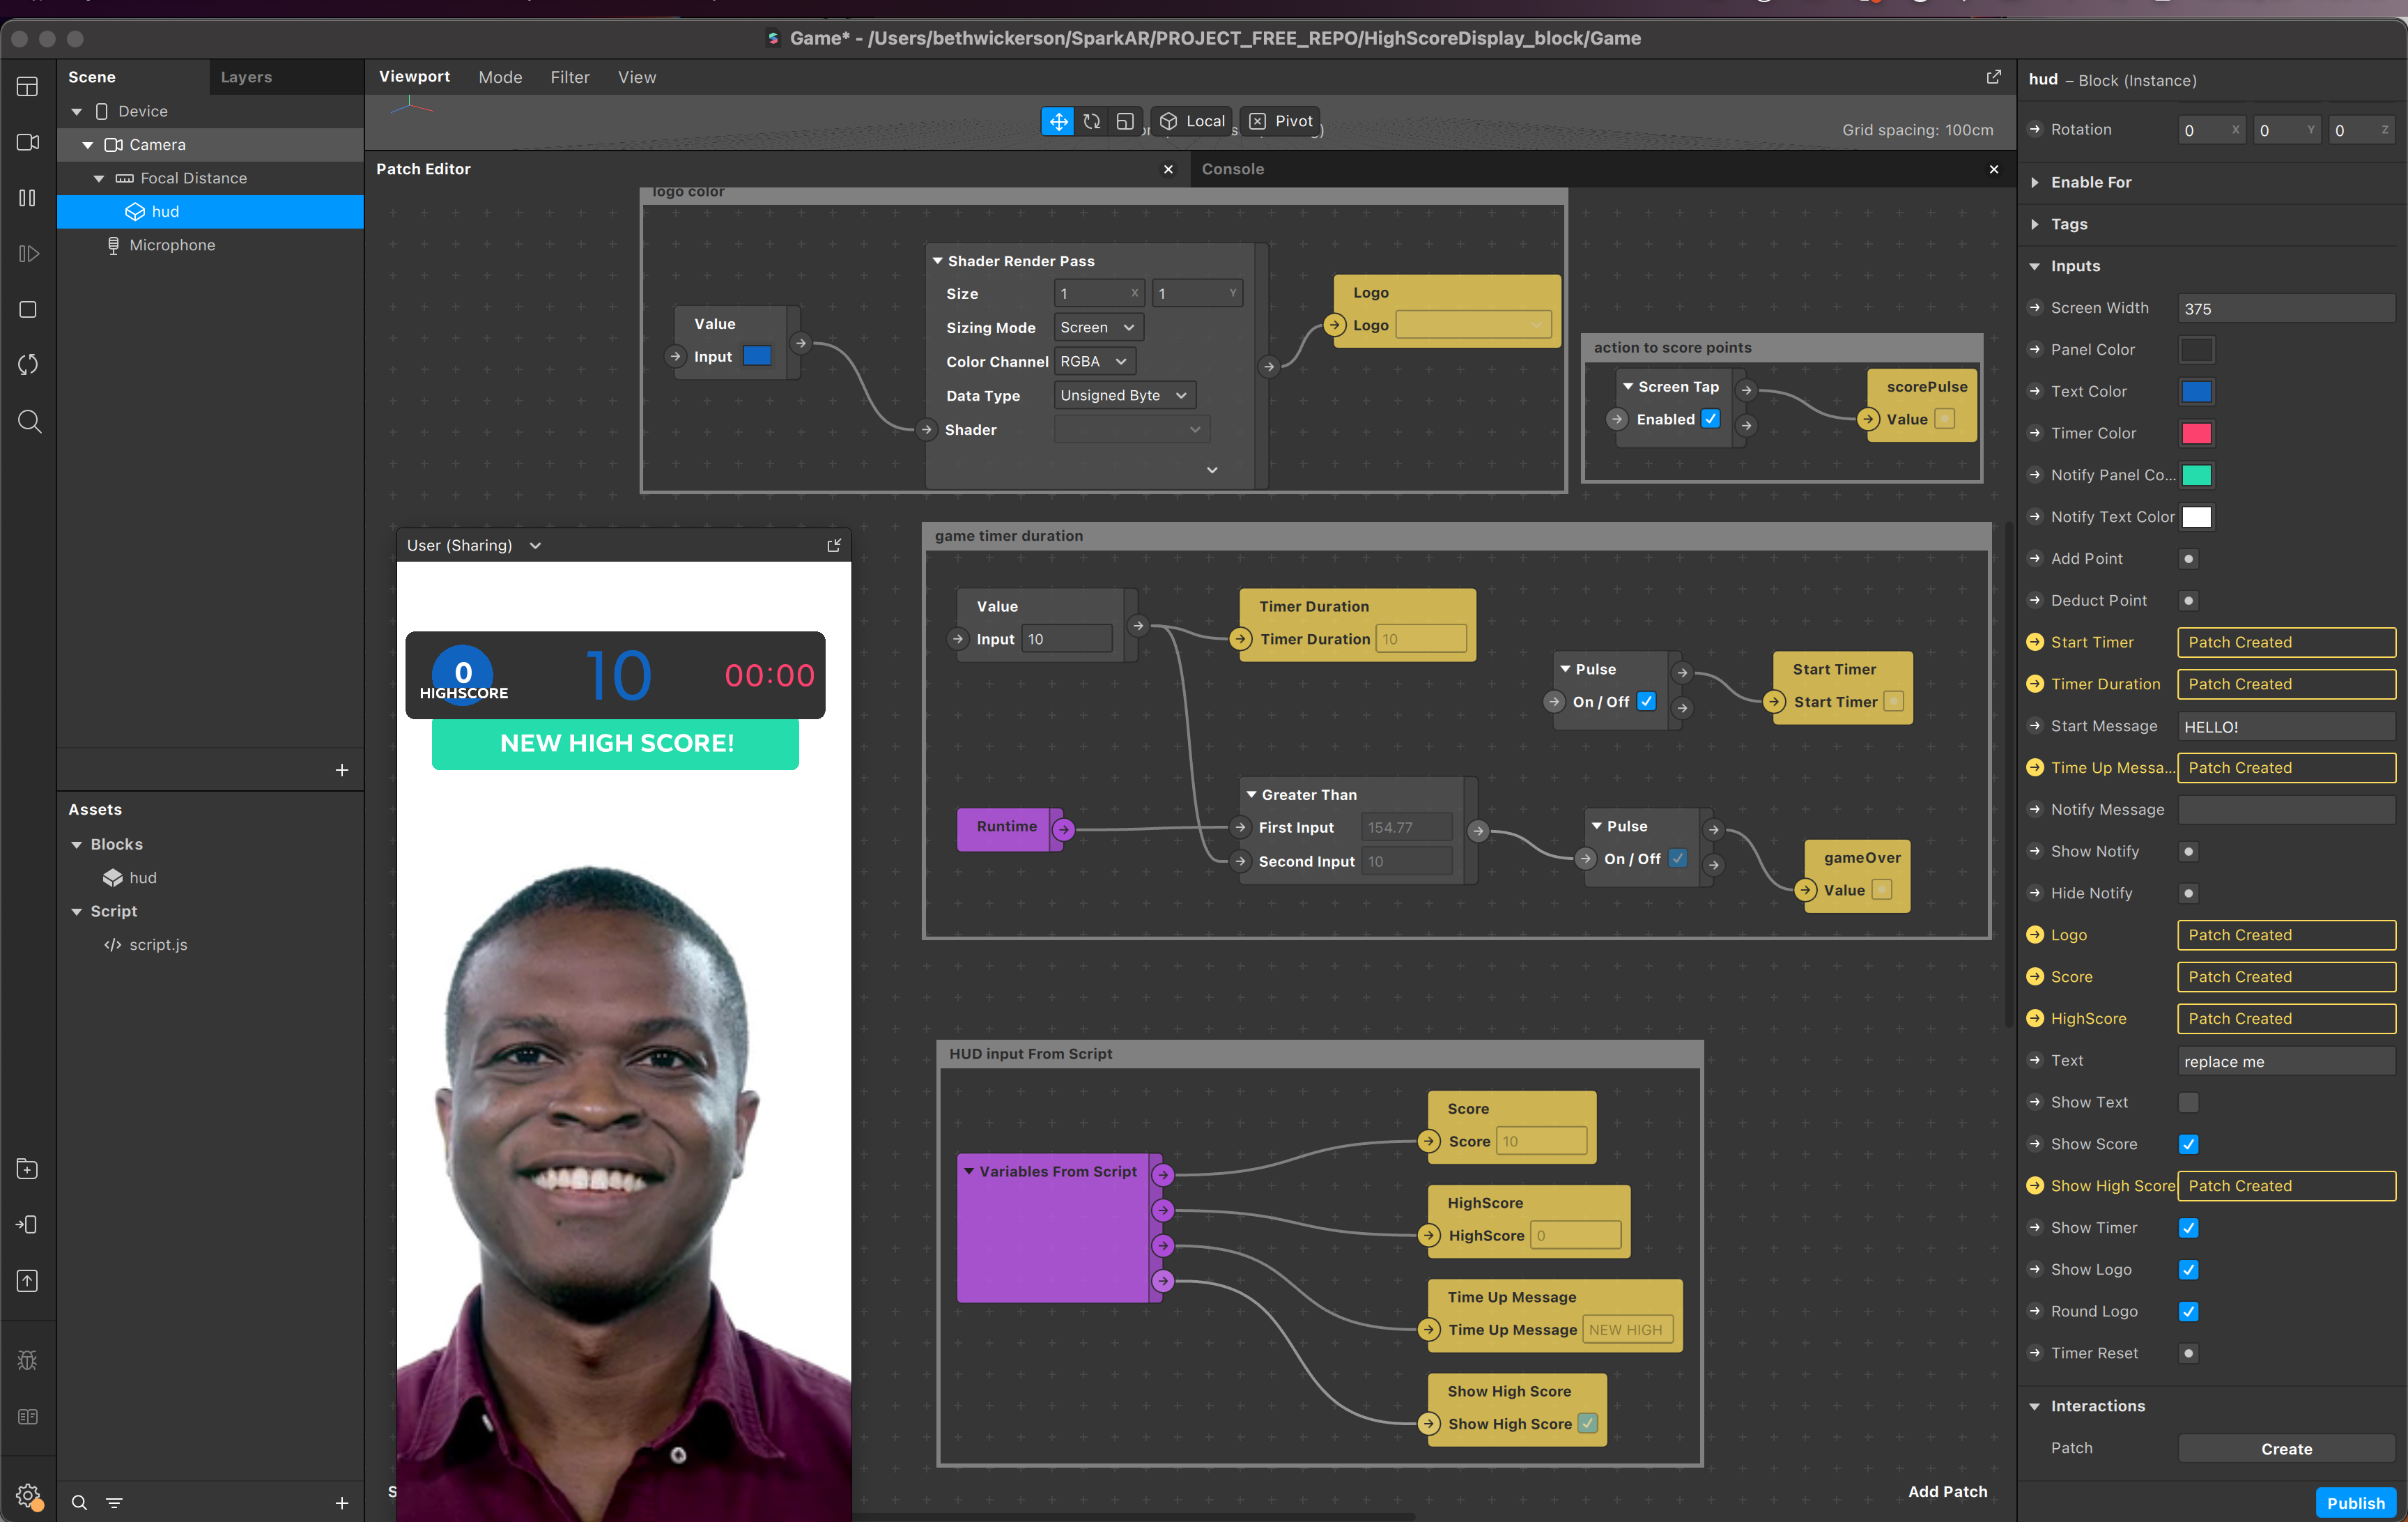 Game* - /Users/bethwickerson/SparkAR/PROJECT_FREE_REPO/HighScoreDisplay_block/Game
Scene
Layers
Device
Camera
Focal Distance
hud
Microphone
Assets
Blocks
hud
Script
script.js
Viewport
Mode
Filter
View
Local
Pivot
Grid spacing: 100cm
Patch Editor
Console
logo color
Value
Input
Shader Render Pass
Size 1 X 1 Y
Sizing Mode Screen
Color Channel RGBA
Data Type Unsigned Byte
Shader
Logo
Logo
action to score points
Screen Tap
Enabled
scorePulse
Value
User (Sharing)
0
HIGHSCORE
10
00:00
NEW HIGH SCORE!
game timer duration
Value
Input 10
Timer Duration
Timer Duration 10
Pulse
On / Off
Start Timer
Start Timer
Runtime
Greater Than
First Input 154.77
Second Input 10
Pulse
On / Off
gameOver
Value
HUD input From Script
Variables From Script
Score
Score 10
HighScore
HighScore 0
Time Up Message
Time Up Message NEW HIGH
Show High Score
Show High Score
Add Patch
hud – Block (Instance)
Rotation 0 X 0 Y 0 Z
Enable For
Tags
Inputs
Screen Width 375
Panel Color
Text Color
Timer Color
Notify Panel Co...
Notify Text Color
Add Point
Deduct Point
Start Timer Patch Created
Timer Duration Patch Created
Start Message HELLO!
Time Up Messa... Patch Created
Notify Message
Show Notify
Hide Notify
Logo Patch Created
Score Patch Created
HighScore Patch Created
Text replace me
Show Text
Show Score
Show High Score Patch Created
Show Timer
Show Logo
Round Logo
Timer Reset
Interactions
Patch Create
Publish